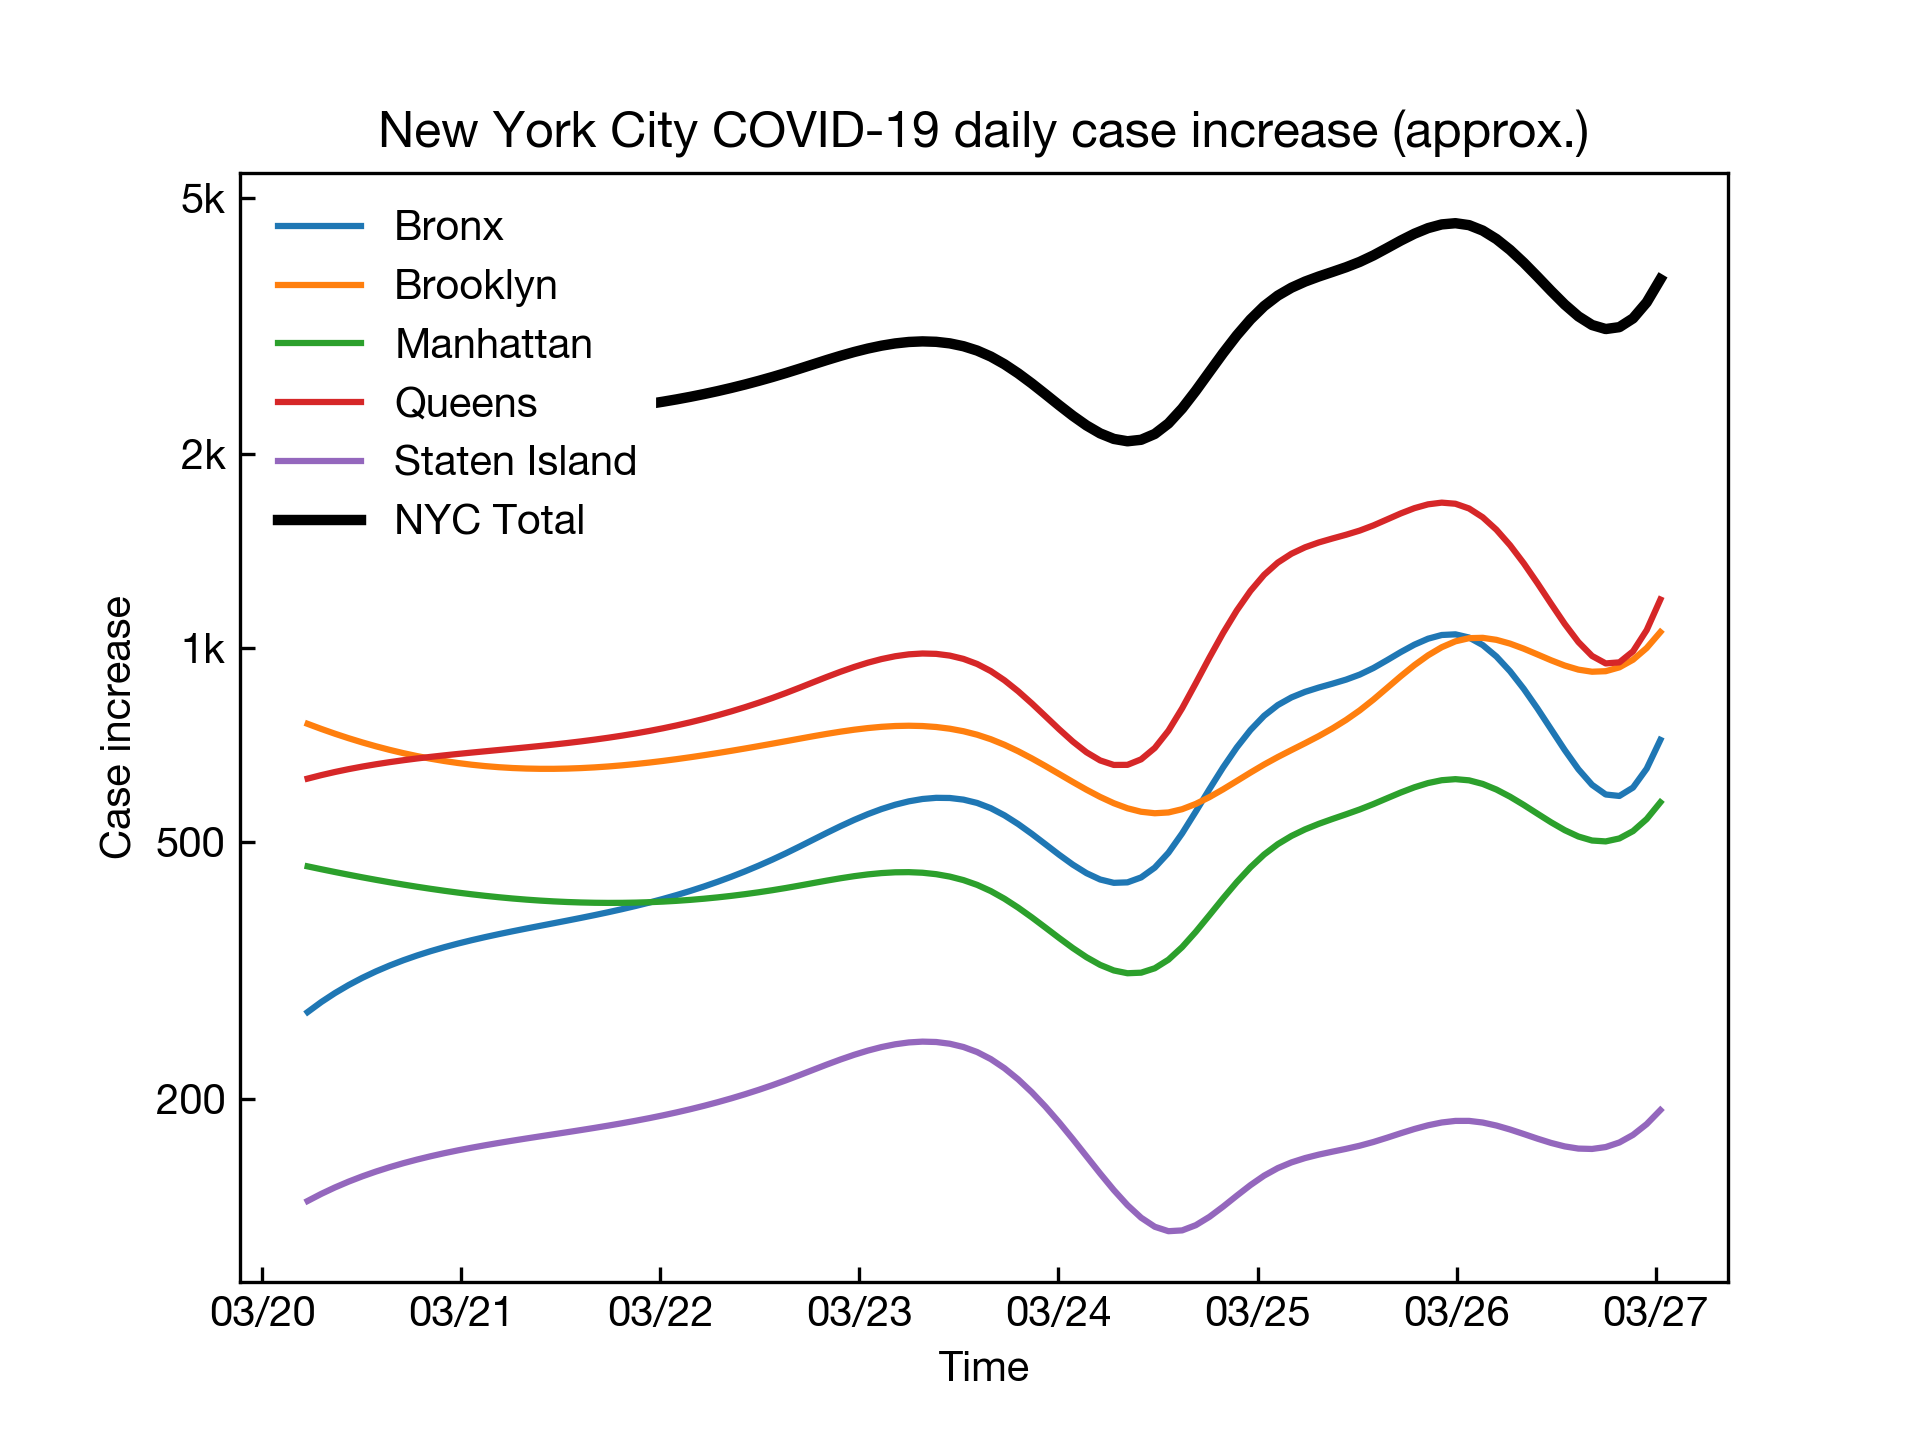 New York City COVID-19 daily case increase (approx.)
5k
2k
1k
500
200
Case increase
Bronx
Brooklyn
Manhattan
Queens
Staten Island
NYC Total
03/20 03/21 03/22 03/23 03/24 03/25 03/26 03/27
Time